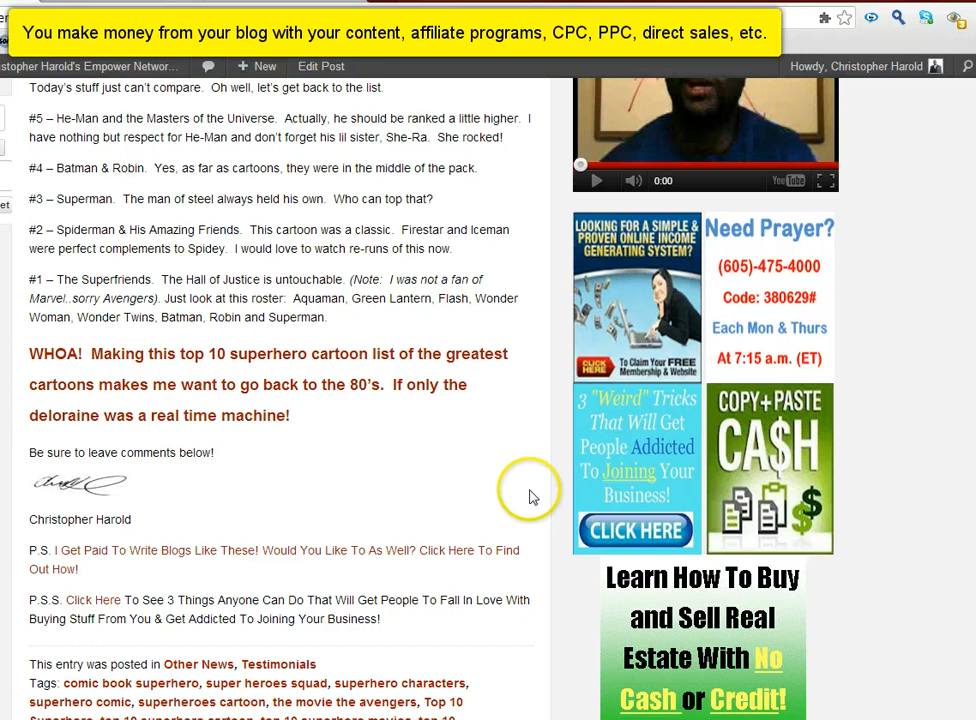 You make money from your blog with your content, affiliate programs, CPC, PPC, direct sales, etc.
stopher Harold's Empower Networ...
New
Edit Post
Howdy, Christopher Harold
Today's stuff just can't compare. Oh well, let's get back to the list.
#5 – He-Man and the Masters of the Universe. Actually, he should be ranked a little higher. I
have nothing but respect for He-Man and don't forget his lil sister, She-Ra. She rocked!
#4 – Batman & Robin. Yes, as far as cartoons, they were in the middle of the pack.
#3 – Superman. The man of steel always held his own. Who can top that?
#2 – Spiderman & His Amazing Friends. This cartoon was a classic. Firestar and Iceman
were perfect complements to Spidey. I would love to watch re-runs of this now.
#1 – The Superfriends. The Hall of Justice is untouchable. (Note: I was not a fan of
Marvel..sorry Avengers). Just look at this roster: Aquaman, Green Lantern, Flash, Wonder
Woman, Wonder Twins, Batman, Robin and Superman.
WHOA! Making this top 10 superhero cartoon list of the greatest
cartoons makes me want to go back to the 80's. If only the
deloraine was a real time machine!
Be sure to leave comments below!
Christopher Harold
P.S. I Get Paid To Write Blogs Like These! Would You Like To As Well? Click Here To Find
Out How!
P.S.S. Click Here To See 3 Things Anyone Can Do That Will Get People To Fall In Love With
Buying Stuff From You & Get Addicted To Joining Your Business!
This entry was posted in Other News, Testimonials
Tags: comic book superhero, super heroes squad, superhero characters,
superhero comic, superheroes cartoon, the movie the avengers, Top 10
Superhero, top 10 superhero cartoon, top 10 superhero movies, top 10
0:00
YouTube
LOOKING FOR A SIMPLE &
PROVEN ONLINE INCOME
GENERATING SYSTEM?
CLICK
HERE
To Claim Your FREE
Membership & Website
Need Prayer?
(605)-475-4000
Code: 380629#
Each Mon & Thurs
At 7:15 a.m. (ET)
3 "Weird" Tricks
That Will Get
People Addicted
To Joining Your
Business!
CLICK HERE
COPY+PASTE
CA$H
$
Learn How To Buy
and Sell Real
Estate With No
Cash or Credit!